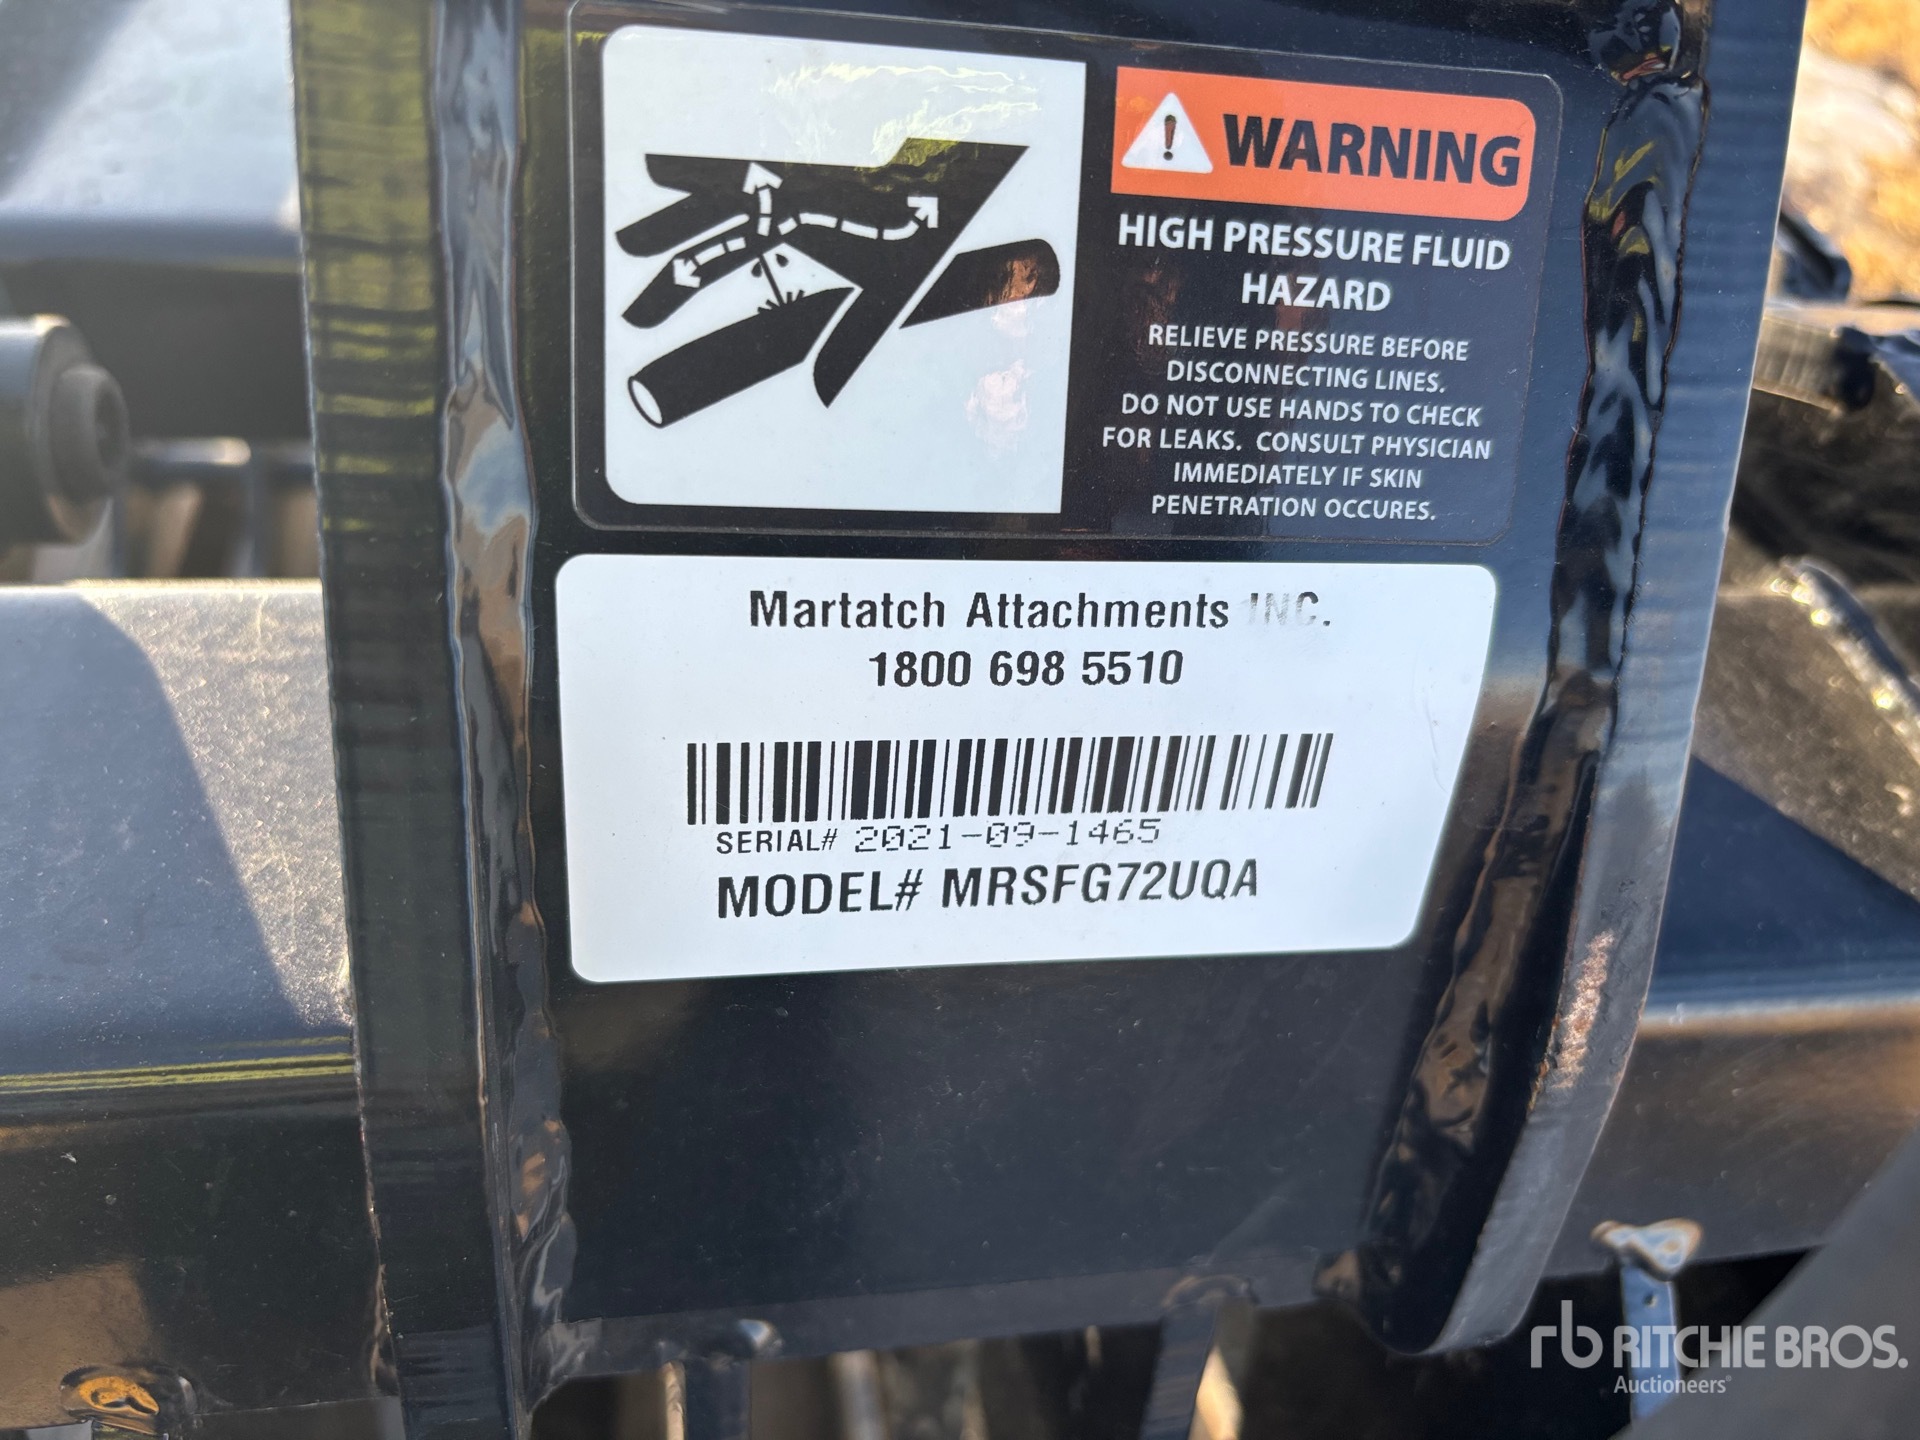 WARNING
HIGH PRESSURE FLUID
HAZARD
RELIEVE PRESSURE BEFORE
DISCONNECTING LINES.
DO NOT USE HANDS TO CHECK
FOR LEAKS. CONSULT PHYSICIAN
IMMEDIATELY IF SKIN
PENETRATION OCCURES.
Martatch Attachments INC.
1800 698 5510
SERIAL# 2021-09-1465
MODEL# MRSFG72UQA
rb RITCHIE BROS.
Auctioneers